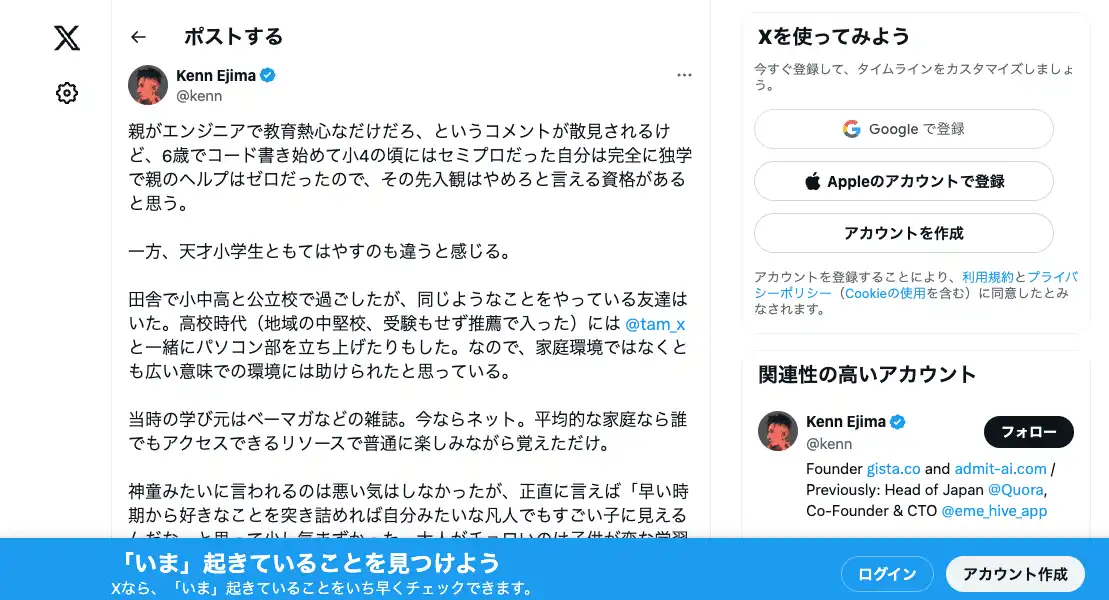 ポストする
Kenn Ejima
@kenn
親がエンジニアで教育熱心なだけだろ、というコメントが散見されるけ
ど、6歳でコード書き始めて小4の頃にはセミプロだった自分は完全に独学
で親のヘルプはゼロだったので、その先入観はやめろと言える資格がある
と思う。
一方、天才小学生ともてはやすのも違うと感じる。
田舎で小中高と公立校で過ごしたが、同じようなことをやっている友達は
いた。高校時代（地域の中堅校、受験もせず推薦で入った）には @tam_x
と一緒にパソコン部を立ち上げたりもした。なので、家庭環境ではなくと
も広い意味での環境には助けられたと思っている。
当時の学び元はベーマガなどの雑誌。今ならネット。平均的な家庭なら誰
でもアクセスできるリソースで普通に楽しみながら覚えただけ。
神童みたいに言われるのは悪い気はしなかったが、正直に言えば「早い時
期から好きなことを突き詰めれば自分みたいな凡人でもすごい子に見える
Xを使ってみよう
今すぐ登録して、タイムラインをカスタマイズしましょ
う。
Google で登録
Appleのアカウントで登録
アカウントを作成
アカウントを登録することにより、利用規約とプライバ
シーポリシー（Cookieの使用を含む）に同意したとみ
なされます。
関連性の高いアカウント
Kenn Ejima
@kenn
フォロー
Founder gista.co and admit-ai.com /
Previously: Head of Japan @Quora,
Co-Founder & CTO @eme_hive_app
「いま」起きていることを見つけよう
Xなら、「いま」起きていることをいち早くチェックできます。
ログイン
アカウント作成